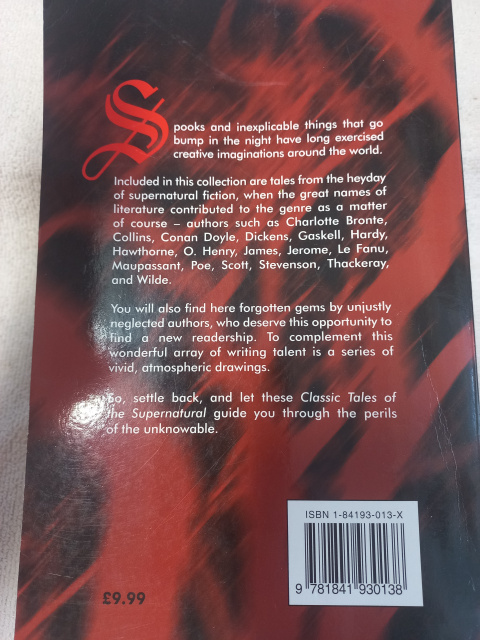 Spooks and inexplicable things that go
bump in the night have long exercised
creative imaginations around the world.
Included in this collection are tales from the heyday
of supernatural fiction, when the great names of
literature contributed to the genre as a matter
of course – authors such as Charlotte Bronte,
Collins, Conan Doyle, Dickens, Gaskell, Hardy,
Hawthorne, O. Henry, James, Jerome, Le Fanu,
Maupassant, Poe, Scott, Stevenson, Thackeray,
and Wilde.
You will also find here forgotten gems by unjustly
neglected authors, who deserve this opportunity to
find a new readership. To complement this
wonderful array of writing talent is a series of
vivid, atmospheric drawings.
So, settle back, and let these Classic Tales of
the Supernatural guide you through the perils
of the unknowable.
ISBN 1-84193-013-X
9 781841 930138
£9.99